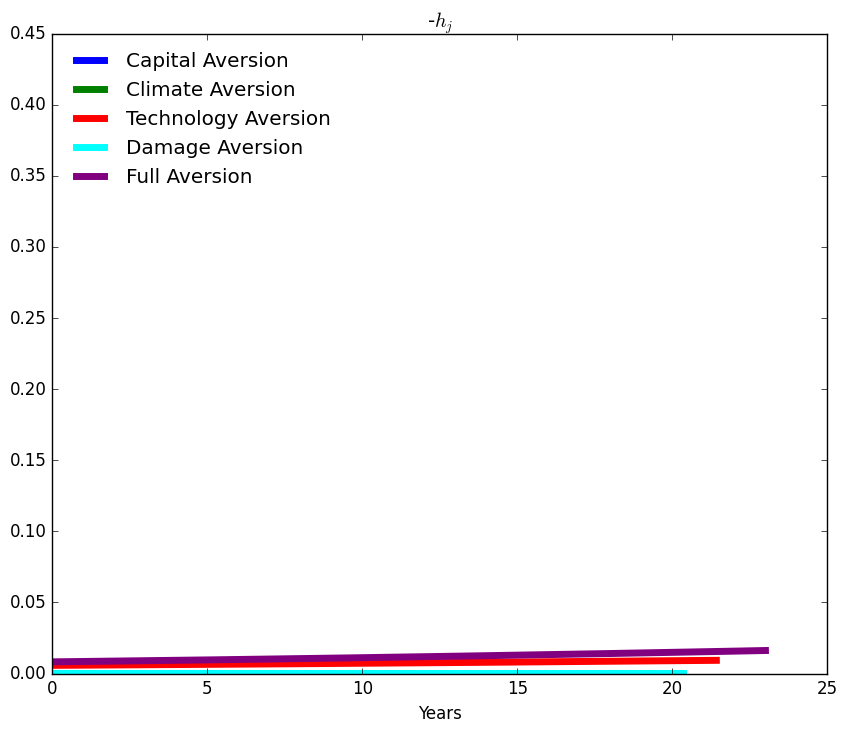 -h_j
0.45
Capital Aversion
Climate Aversion
0.40
Technology Aversion
Damage Aversion
0.35
Full Aversion
0.30
0.25
0.20
0.15
0.10
0.05
0.00
0 5 10 15 20 25
Years